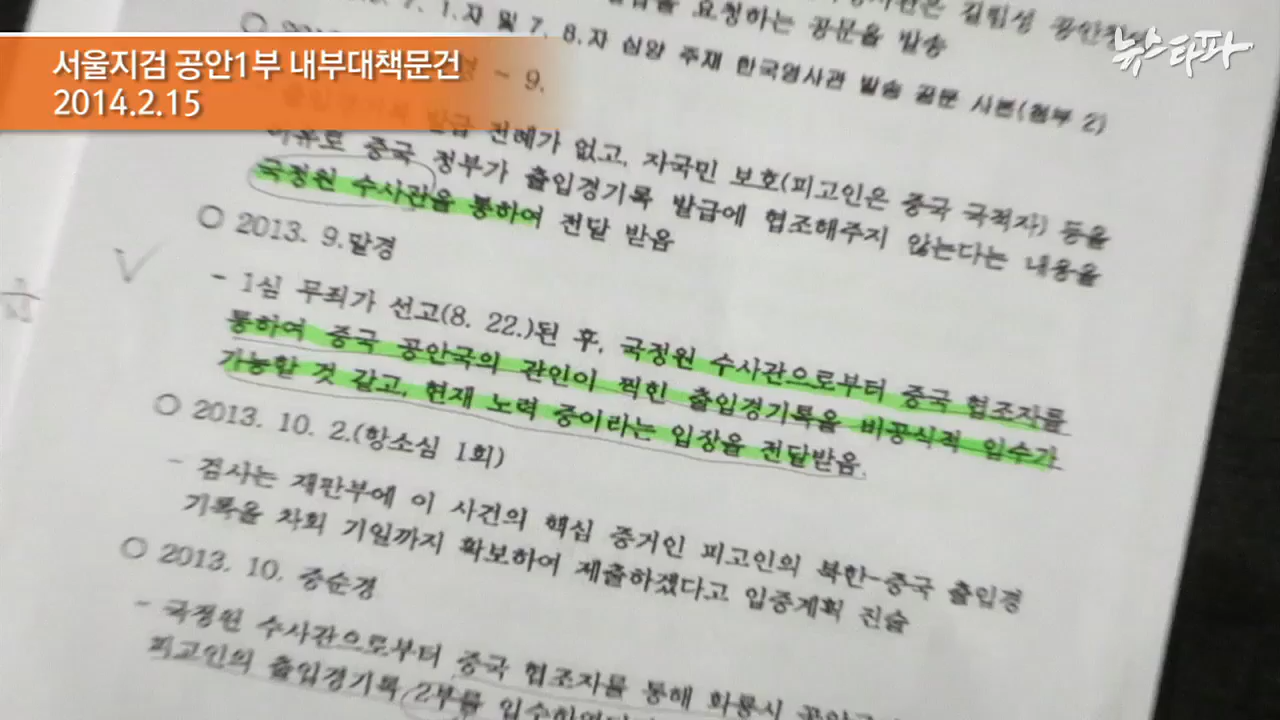 뉴스타파
서울지검 공안1부 내부대책문건
2014.2.15
요청하는 공문을 발송
7. 1.자 및 7. 8.자 심양 주재 한국영사관 발송 공문 사본(첨부 2)
~ 9.
발급 전례가 없고, 자국민 보호(피고인은 중국 국적자) 등을
이유로 중국 정부가 출입경기록 발급에 협조해주지 않는다는 내용을
국정원 수사관을 통하여 전달 받음
○ 2013. 9.말경
- 1심 무죄가 선고(8. 22.)된 후, 국정원 수사관으로부터 중국 협조자를
통하여 중국 공안국의 관인이 찍힌 출입경기록을 비공식적 입수가
가능할 것 같고, 현재 노력 중이라는 입장을 전달받음.
○ 2013. 10. 2.(항소심 1회)
- 검사는 재판부에 이 사건의 핵심 증거인 피고인의 북한-중국 출입경
기록을 차회 기일까지 확보하여 제출하겠다고 입증계획 진술
○ 2013. 10. 중순경
- 국정원 수사관으로부터 중국 협조자를 통해 화룡시 공안국
피고인의 출입경기록 2부를